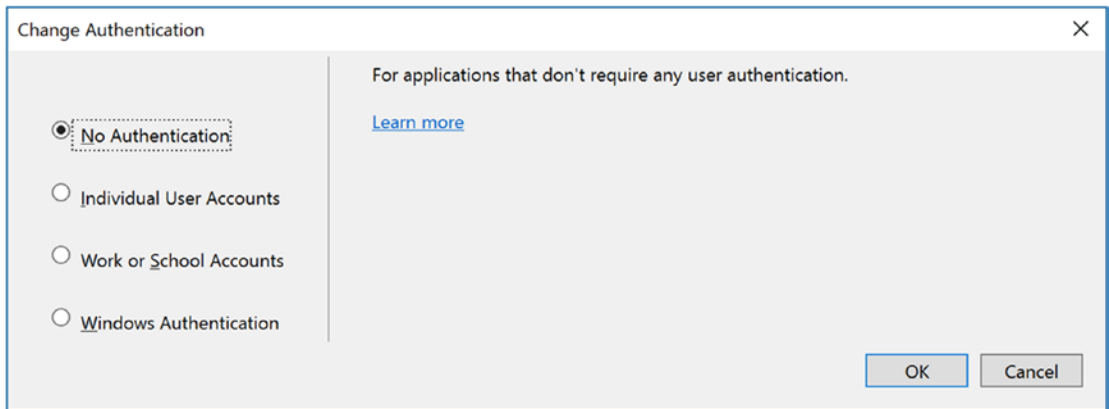 Change Authentication
For applications that don't require any user authentication.
Learn more
No Authentication
Individual User Accounts
Work or School Accounts
Windows Authentication
OK
Cancel